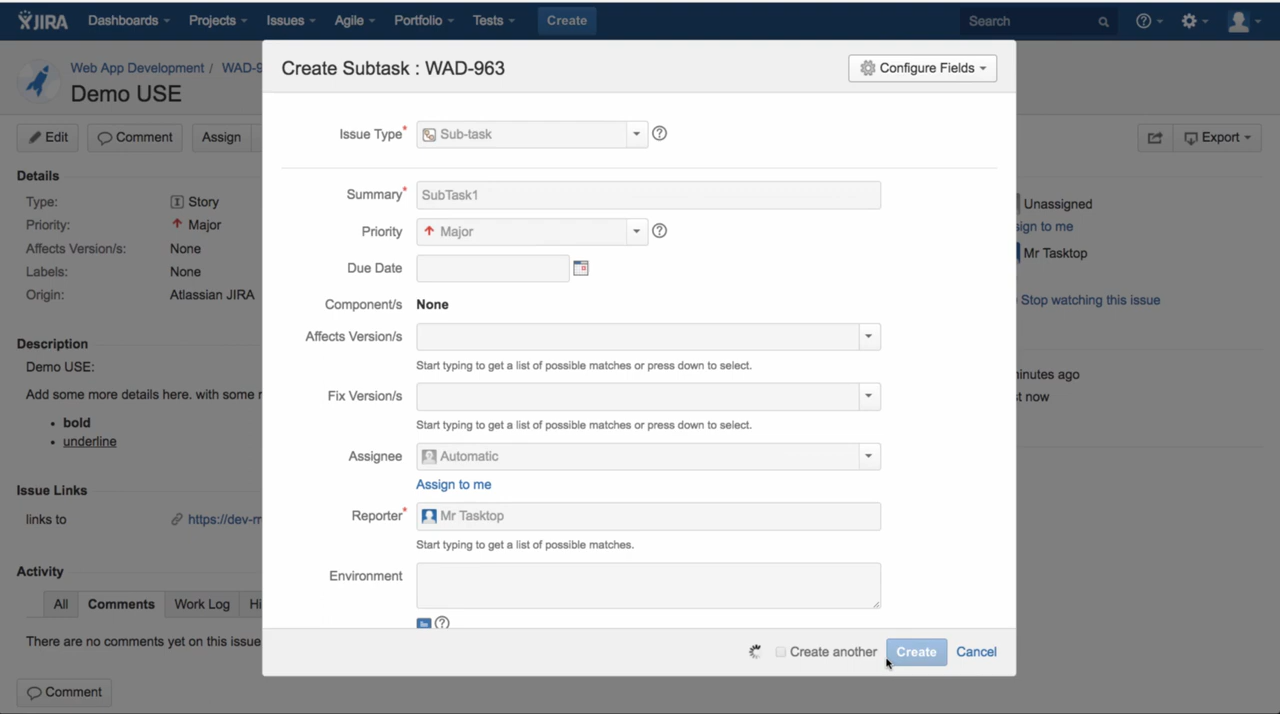 JIRA Dashboards Projects Issues Agile Portfolio Tests Create Search
Web App Development / WAD-9
Demo USE
Edit Comment Assign Export
Details
Type: Story
Priority: Major
Affects Version/s: None
Labels: None
Origin: Atlassian JIRA
Description
Demo USE:
Add some more details here. with some
bold
underline
Issue Links
links to https://dev-
Activity
All Comments Work Log Hi
There are no comments yet on this issue
Comment
Create Subtask : WAD-963
Configure Fields
Issue Type* Sub-task
Summary* SubTask1
Priority Major
Due Date
Component/s None
Affects Version/s
Start typing to get a list of possible matches or press down to select.
Fix Version/s
Start typing to get a list of possible matches or press down to select.
Assignee Automatic
Assign to me
Reporter* Mr Tasktop
Start typing to get a list of possible matches.
Environment
Create another Create Cancel
Unassigned
sign to me
Mr Tasktop
Stop watching this issue
minutes ago
t now